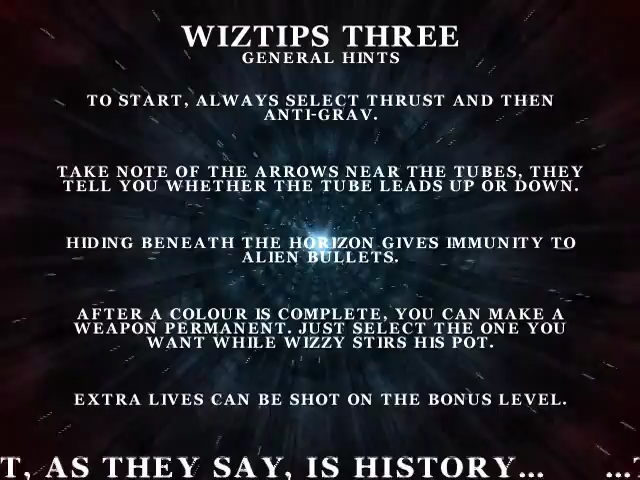 WIZTIPS THREE
GENERAL HINTS
TO START, ALWAYS SELECT THRUST AND THEN
ANTI-GRAV.
TAKE NOTE OF THE ARROWS NEAR THE TUBES, THEY
TELL YOU WHETHER THE TUBE LEADS UP OR DOWN.
HIDING BENEATH THE HORIZON GIVES IMMUNITY TO
ALIEN BULLETS.
AFTER A COLOUR IS COMPLETE, YOU CAN MAKE A
WEAPON PERMANENT. JUST SELECT THE ONE YOU
WANT WHILE WIZZY STIRS HIS POT.
EXTRA LIVES CAN BE SHOT ON THE BONUS LEVEL.
T, AS THEY SAY, IS HISTORY... ...T